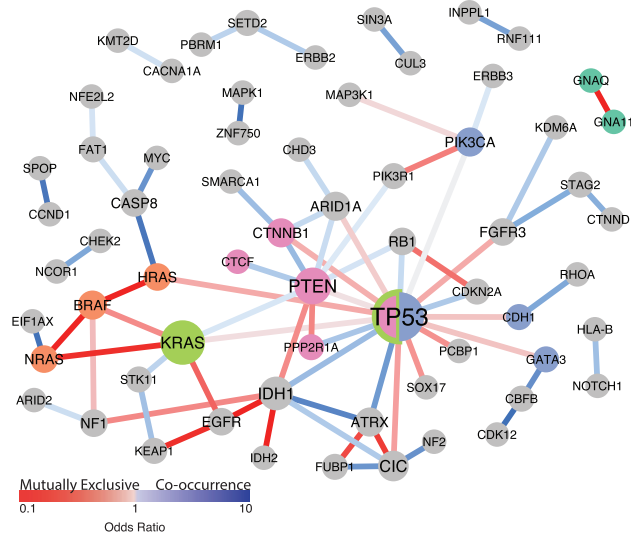 INPPL1
SIN3A
SETD2
RNF111
KMT2D
PBRM1
ERBB2
CUL3
CACNA1A
ERBB3
GNAQ
NFE2L2
MAPK1
MAP3K1
GNA11
KDM6A
ZNF750
PIK3CA
FAT1
MYC
CHD3
SPOP
SMARCA1
PIK3R1
STAG2
CASP8
ARID1A
CCND1
CTNND
CTNNB1
FGFR3
CHEK2
RB1
CTCF
NCOR1
HRAS
RHOA
PTEN
CDKN2A
BRAF
EIF1AX
TP53
CDH1
HLA-B
KRAS
PPP2R1A
PCBP1
NRAS
GATA3
STK11
SOX17
NOTCH1
ARID2
IDH1
CBFB
NF1
EGFR
ATRX
CDK12
NF2
KEAP1
IDH2
FUBP1
CIC
Mutually Exclusive Co-occurrence
0.1 1 10
Odds Ratio